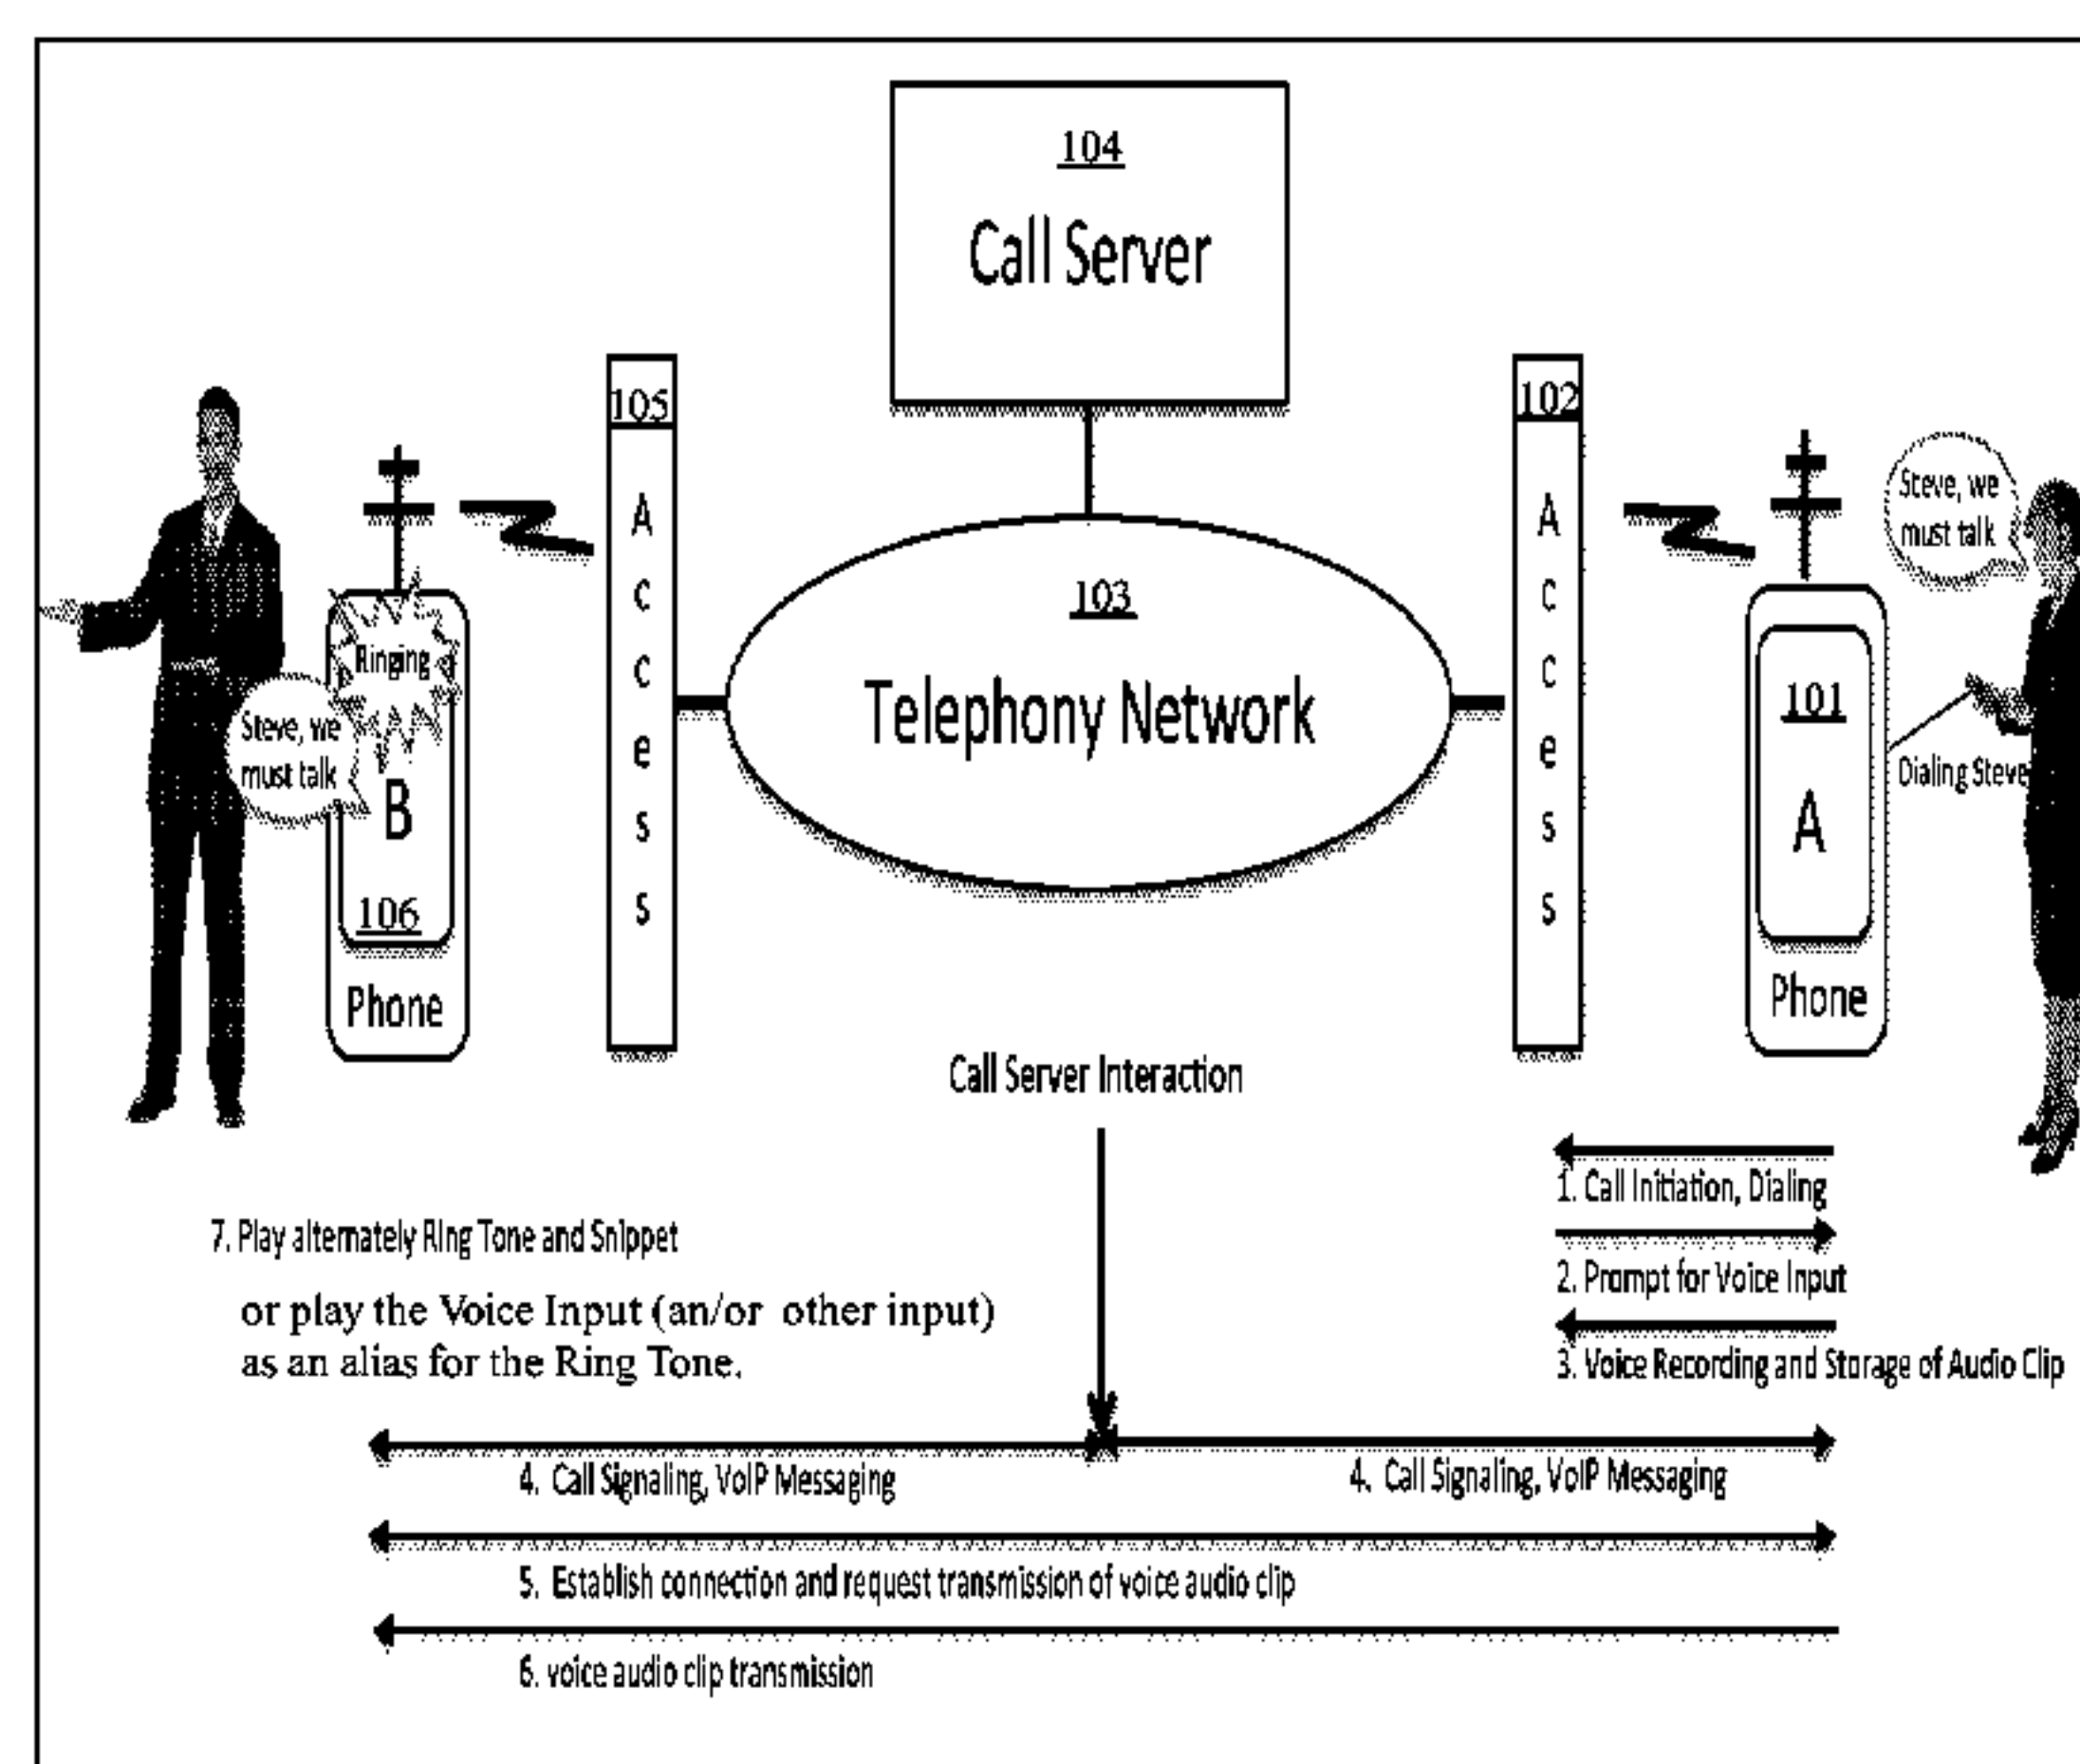 104
Call Server
105
Access
102
Access
Steve, we
must talk
103
Telephony Network
Ringing
Steve, we
must talk
B
106
Phone
101
A
Phone
Dialing Steve
Call Server Interaction
1. Call Initiation, Dialing
2. Prompt for Voice Input
3. Voice Recording and Storage of Audio Clip
7. Play alternately Ring Tone and Snippet
or play the Voice Input (an/or other input)
as an alias for the Ring Tone.
4. Call Signaling, VoIP Messaging
4. Call Signaling, VoIP Messaging
5. Establish connection and request transmission of voice audio clip
6. voice audio clip transmission